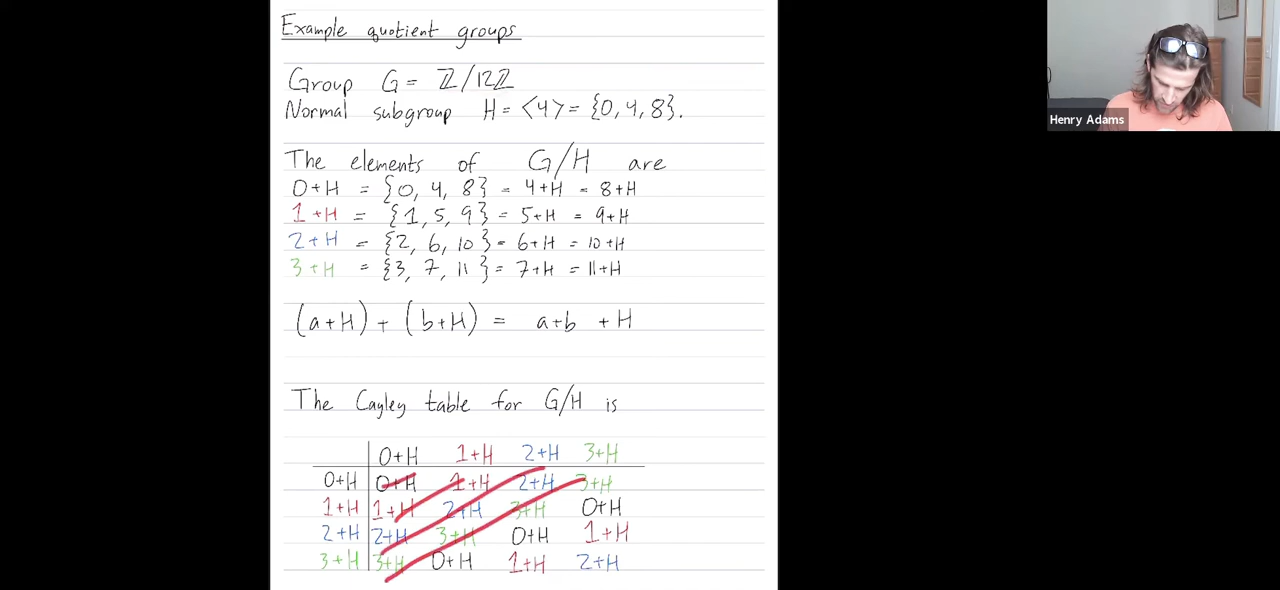 Example quotient groups
Group G = ℤ/12ℤ
Normal subgroup H = <4> = {0, 4, 8}.
The elements of G/H are
0+H = {0, 4, 8} = 4+H = 8+H
1+H = {1, 5, 9} = 5+H = 9+H
2+H = {2, 6, 10} = 6+H = 10+H
3+H = {3, 7, 11} = 7+H = 11+H
(a+H) + (b+H) = a+b + H
The Cayley table for G/H is
0+H 1+H 2+H 3+H
0+H 0+H 1+H 2+H 3+H
1+H 1+H 2+H 3+H 0+H
2+H 2+H 3+H 0+H 1+H
3+H 3+H 0+H 1+H 2+H
Henry Adams